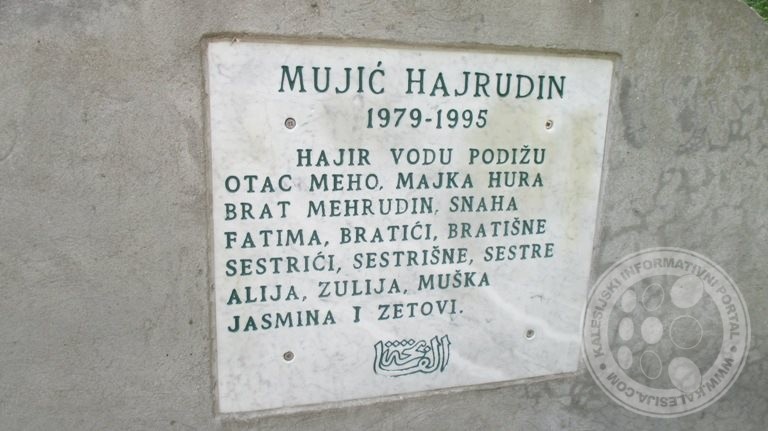 MUJIĆ HAJRUDIN
1979-1995
HAJIR VODU PODIŽU
OTAC MEHO, MAJKA HURA
BRAT MEHRUDIN, SNAHA
FATIMA, BRATIĆI, BRATIŠNE
SESTRIĆI, SESTRIŠNE, SESTRE
ALIJA, ZULIJA, MUŠKA
JASMINA I ZETOVI.
الفاتحة
KALESIJSKI INFORMATIVNI PORTAL
WWW.KALESIJA.COM